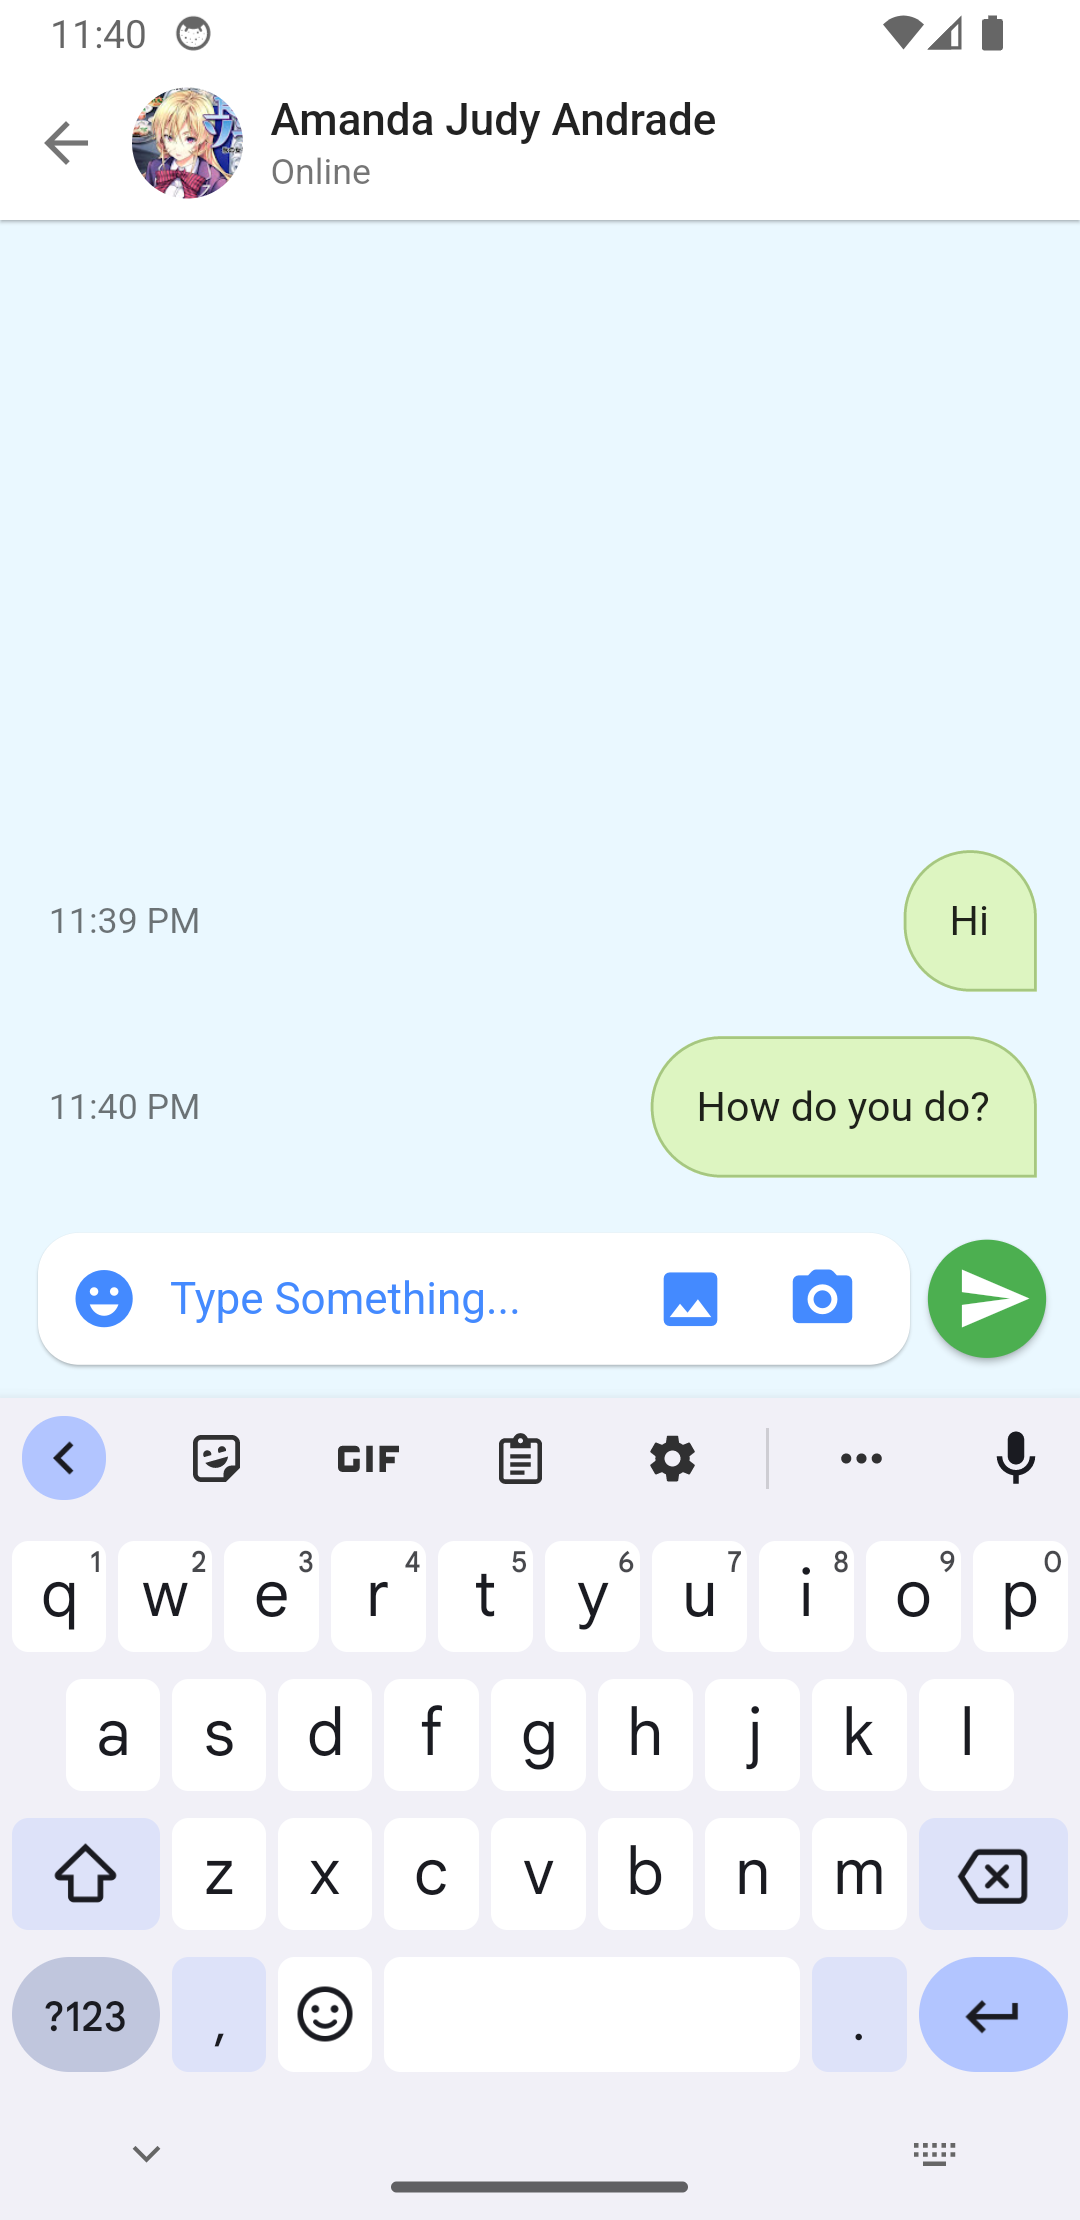 11:40
Amanda Judy Andrade
Online
11:39 PM
Hi
11:40 PM
How do you do?
Type Something...
GIF
q 1 w 2 e 3 r 4 t 5 y 6 u 7 i 8 o 9 p 0
a s d f g h j k l
z x c v b n m
?123 , .